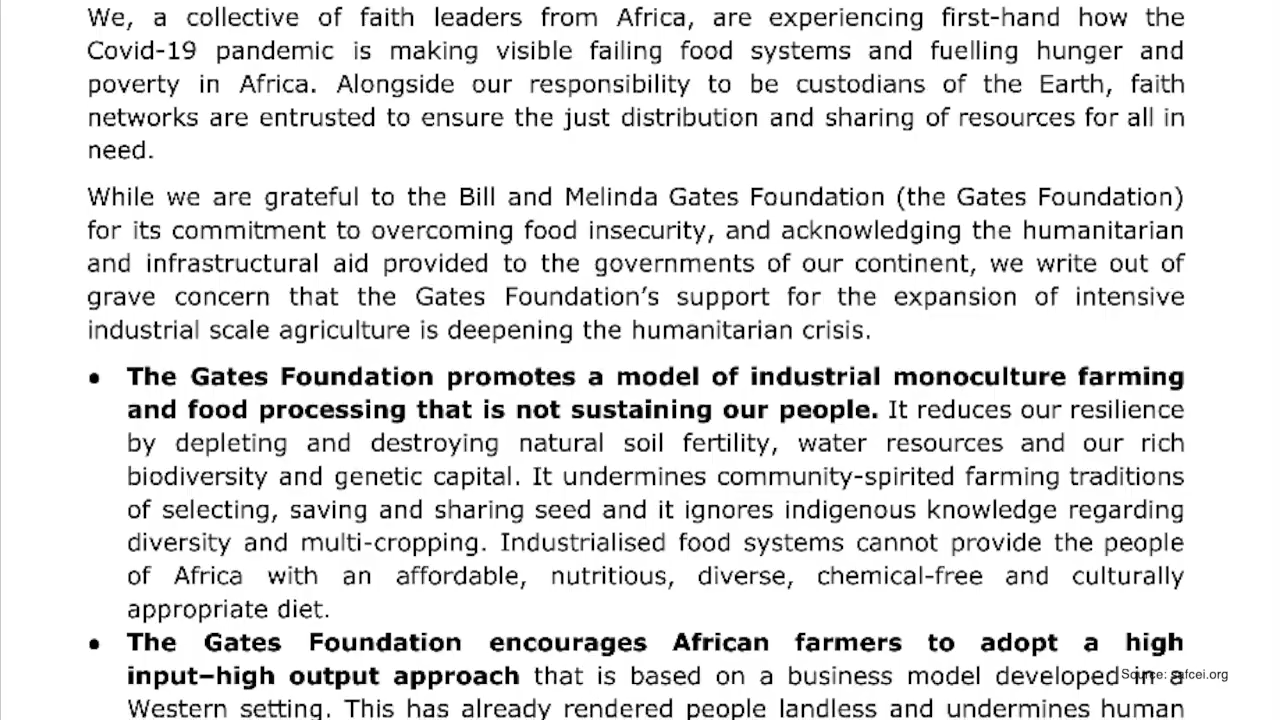 We, a collective of faith leaders from Africa, are experiencing first-hand how the
Covid-19 pandemic is making visible failing food systems and fuelling hunger and
poverty in Africa. Alongside our responsibility to be custodians of the Earth, faith
networks are entrusted to ensure the just distribution and sharing of resources for all in
need.
While we are grateful to the Bill and Melinda Gates Foundation (the Gates Foundation)
for its commitment to overcoming food insecurity, and acknowledging the humanitarian
and infrastructural aid provided to the governments of our continent, we write out of
grave concern that the Gates Foundation’s support for the expansion of intensive
industrial scale agriculture is deepening the humanitarian crisis.
• The Gates Foundation promotes a model of industrial monoculture farming
and food processing that is not sustaining our people. It reduces our resilience
by depleting and destroying natural soil fertility, water resources and our rich
biodiversity and genetic capital. It undermines community-spirited farming traditions
of selecting, saving and sharing seed and it ignores indigenous knowledge regarding
diversity and multi-cropping. Industrialised food systems cannot provide the people
of Africa with an affordable, nutritious, diverse, chemical-free and culturally
appropriate diet.
• The Gates Foundation encourages African farmers to adopt a high
input–high output approach that is based on a business model developed in a
Western setting. This has already rendered people landless and undermines human
Source: safcei.org